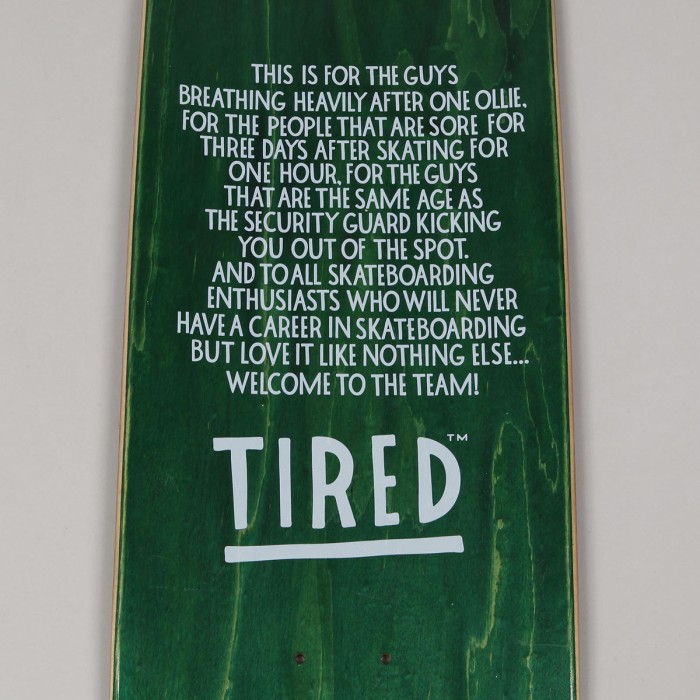 THIS IS FOR THE GUYS
BREATHING HEAVILY AFTER ONE OLLIE,
FOR THE PEOPLE THAT ARE SORE FOR
THREE DAYS AFTER SKATING FOR
ONE HOUR, FOR THE GUYS
THAT ARE THE SAME AGE AS
THE SECURITY GUARD KICKING
YOU OUT OF THE SPOT.
AND TO ALL SKATEBOARDING
ENTHUSIASTS WHO WILL NEVER
HAVE A CAREER IN SKATEBOARDING
BUT LOVE IT LIKE NOTHING ELSE...
WELCOME TO THE TEAM!
TIRED™